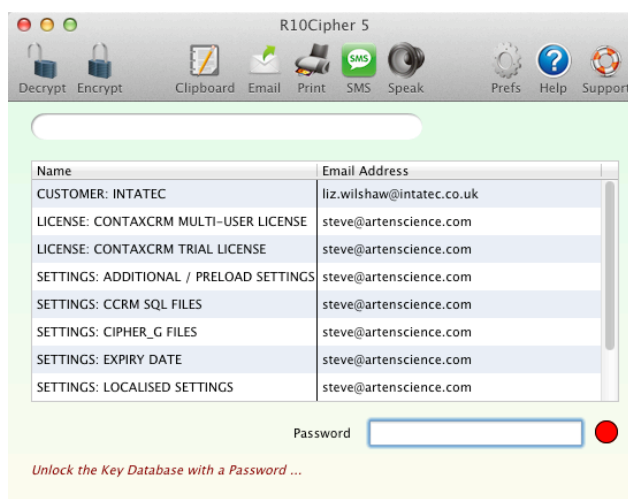 R10Cipher 5
Decrypt Encrypt Clipboard Email Print SMS Speak Prefs Help Support
Name Email Address
CUSTOMER: INTATEC liz.wilshaw@intatec.co.uk
LICENSE: CONTAXCRM MULTI-USER LICENSE steve@artenscience.com
LICENSE: CONTAXCRM TRIAL LICENSE steve@artenscience.com
SETTINGS: ADDITIONAL / PRELOAD SETTINGS steve@artenscience.com
SETTINGS: CCRM SQL FILES steve@artenscience.com
SETTINGS: CIPHER_G FILES steve@artenscience.com
SETTINGS: EXPIRY DATE steve@artenscience.com
SETTINGS: LOCALISED SETTINGS steve@artenscience.com
Password
Unlock the Key Database with a Password ...